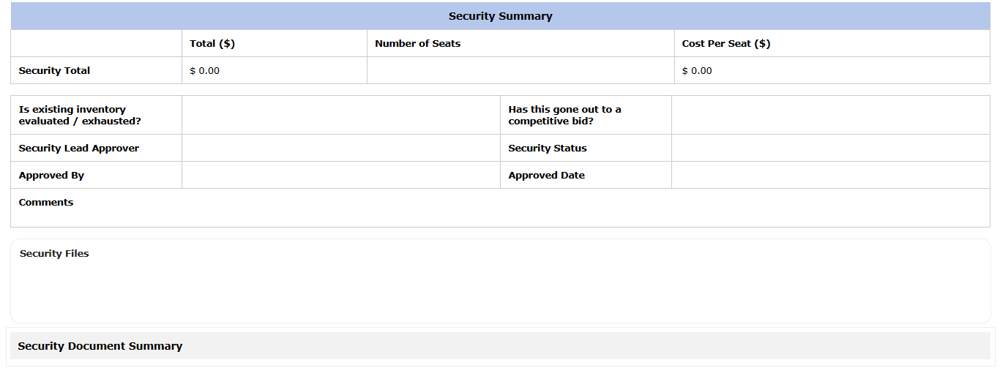 Security Summary
Total ($) Number of Seats Cost Per Seat ($)
Security Total $ 0.00 $ 0.00
Is existing inventory
evaluated / exhausted?
Has this gone out to a
competitive bid?
Security Lead Approver Security Status
Approved By Approved Date
Comments
Security Files
Security Document Summary